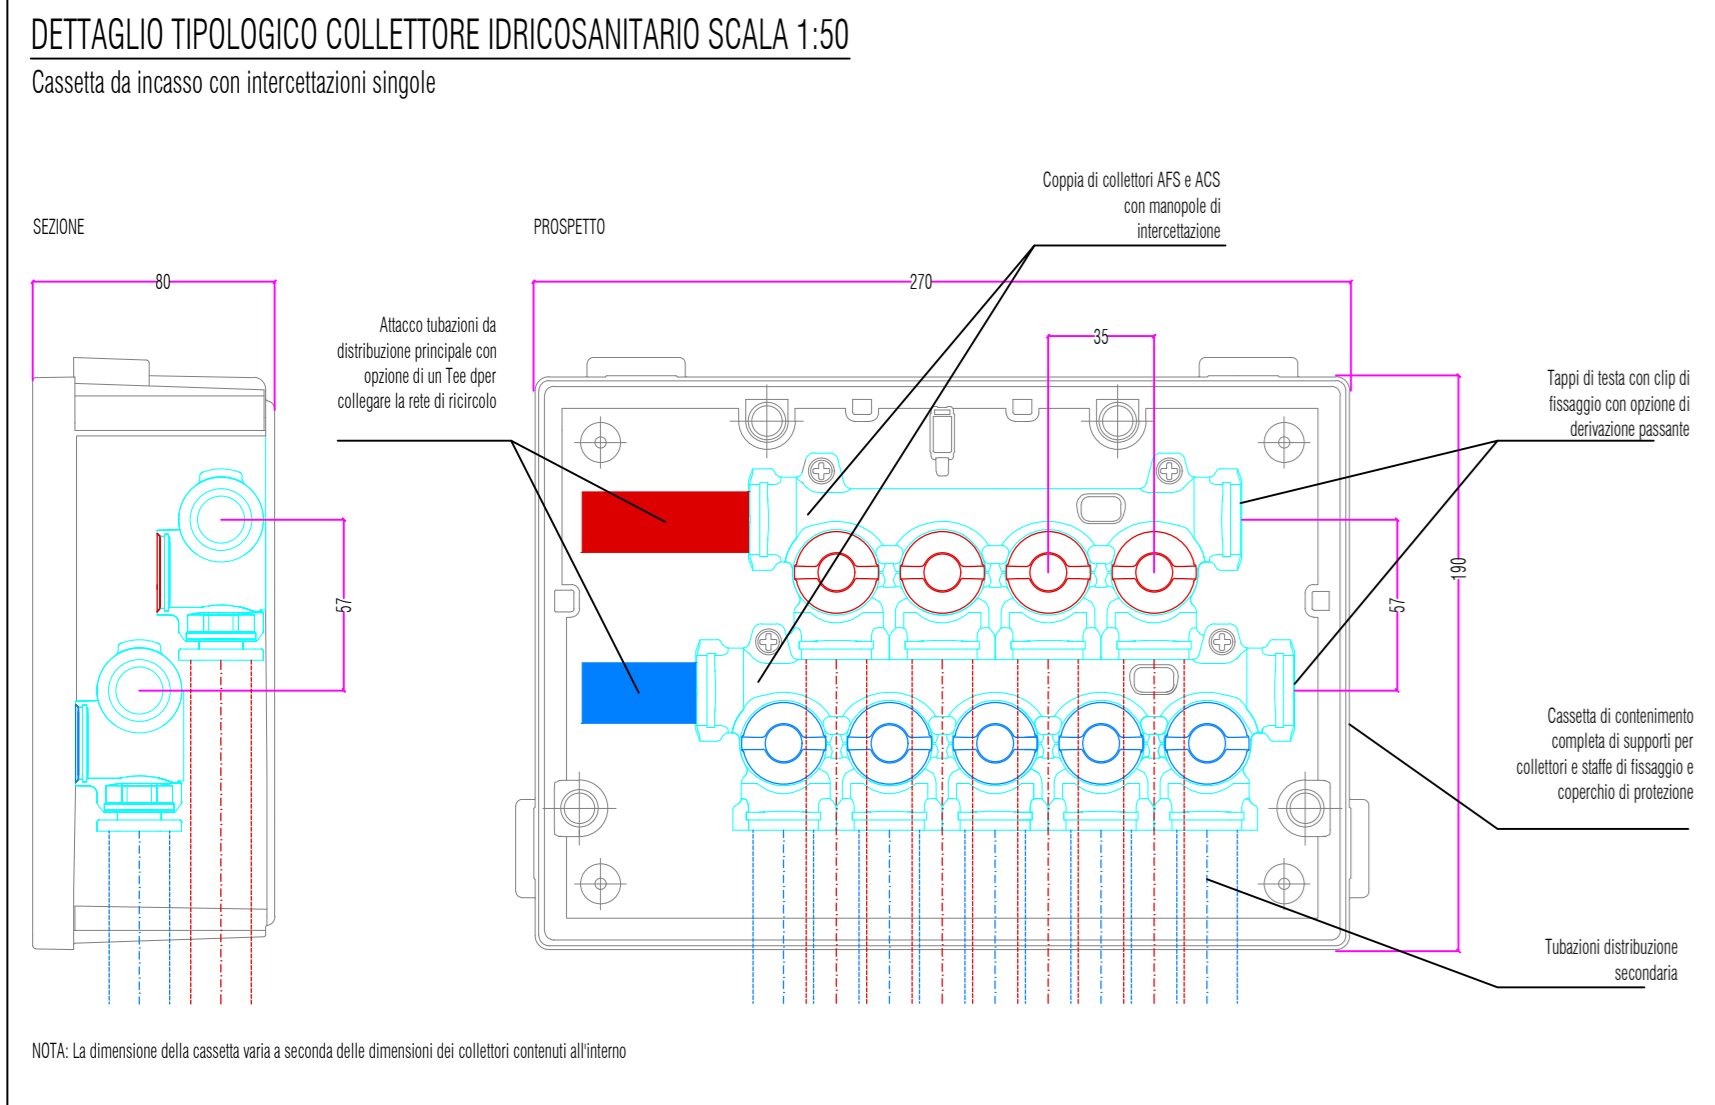 DETTAGLIO TIPOLOGICO COLLETTORE IDRICOSANITARIO SCALA 1:50
Cassetta da incasso con intercettazioni singole
SEZIONE
PROSPETTO
Coppia di collettori AFS e ACS
con manopole di
intercettazione
80
270
35
Attacco tubazioni da
distribuzione principale con
opzione di un Tee dper
collegare la rete di ricircolo
Tappi di testa con clip di
fissaggio con opzione di
derivazione passante
57
57
190
Cassetta di contenimento
completa di supporti per
collettori e staffe di fissaggio e
coperchio di protezione
Tubazioni distribuzione
secondaria
NOTA: La dimensione della cassetta varia a seconda delle dimensioni dei collettori contenuti all'interno